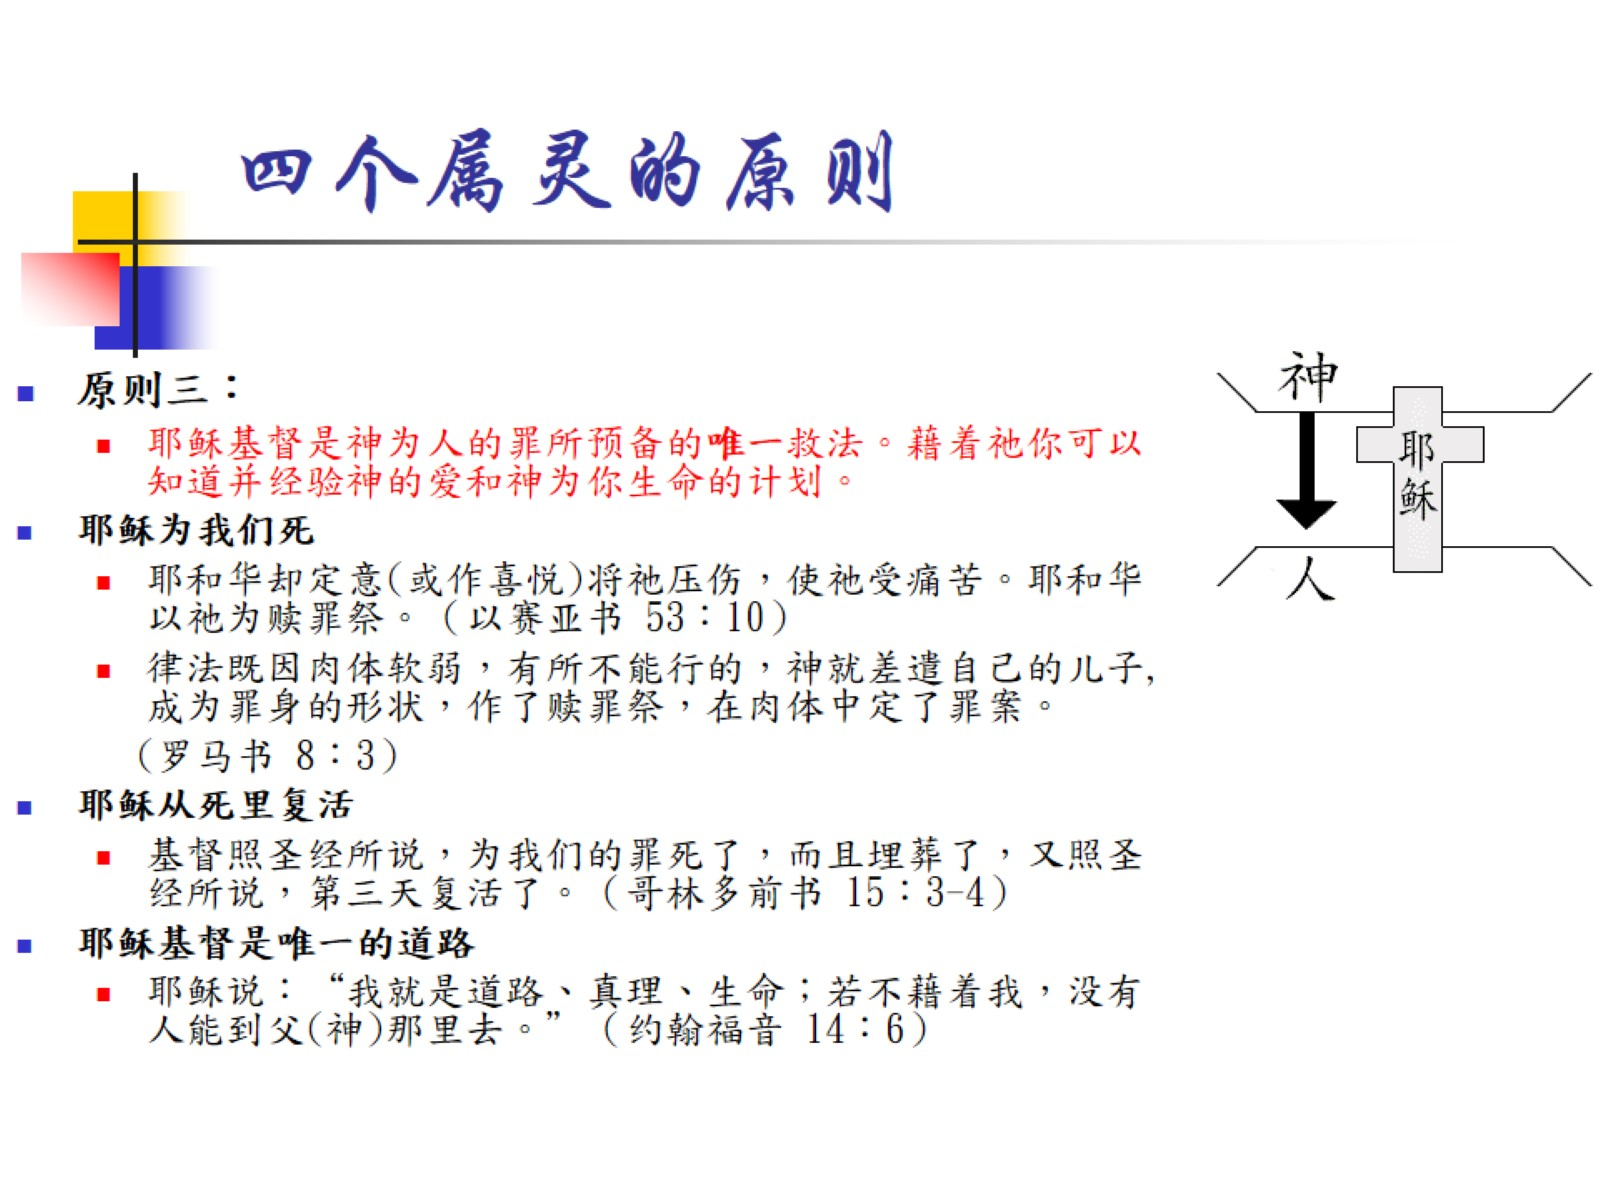 四个属灵的原则
原则三：
耶稣基督是神为人的罪所预备的唯一救法。藉着祂你可以
知道并经验神的爱和神为你生命的计划。
耶稣为我们死
耶和华却定意(或作喜悦)将祂压伤，使祂受痛苦。耶和华
以祂为赎罪祭。（以赛亚书 53：10）
律法既因肉体软弱，有所不能行的，神就差遣自己的儿子,
成为罪身的形状，作了赎罪祭，在肉体中定了罪案。
（罗马书 8：3）
耶稣从死里复活
基督照圣经所说，为我们的罪死了，而且埋葬了，又照圣
经所说，第三天复活了。（哥林多前书 15：3-4）
耶稣基督是唯一的道路
耶稣说：“我就是道路、真理、生命；若不藉着我，没有
人能到父(神)那里去。”（约翰福音 14：6）
神
耶
稣
人